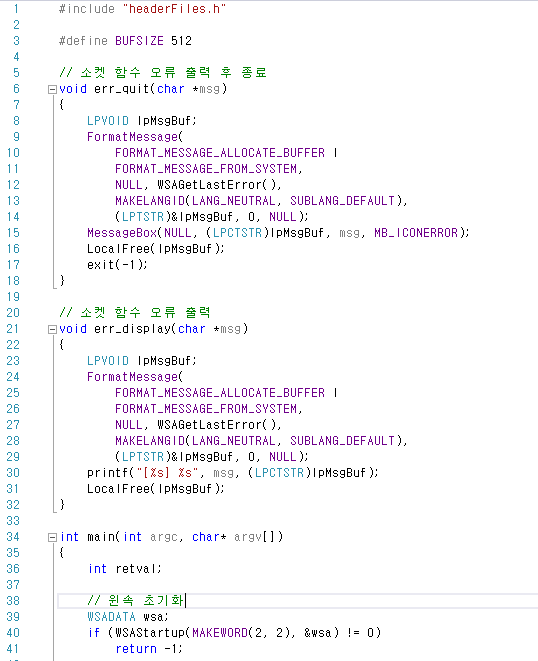 1 #include "headerFiles.h"
2
3 #define BUFSIZE 512
4
5 // 소켓 함수 오류 출력 후 종료
6 void err_quit(char *msg)
7 {
8     LPVOID lpMsgBuf;
9     FormatMessage(
10         FORMAT_MESSAGE_ALLOCATE_BUFFER |
11         FORMAT_MESSAGE_FROM_SYSTEM,
12         NULL, WSAGetLastError(),
13         MAKELANGID(LANG_NEUTRAL, SUBLANG_DEFAULT),
14         (LPTSTR)&lpMsgBuf, 0, NULL);
15     MessageBox(NULL, (LPCTSTR)lpMsgBuf, msg, MB_ICONERROR);
16     LocalFree(lpMsgBuf);
17     exit(-1);
18 }
19
20 // 소켓 함수 오류 출력
21 void err_display(char *msg)
22 {
23     LPVOID lpMsgBuf;
24     FormatMessage(
25         FORMAT_MESSAGE_ALLOCATE_BUFFER |
26         FORMAT_MESSAGE_FROM_SYSTEM,
27         NULL, WSAGetLastError(),
28         MAKELANGID(LANG_NEUTRAL, SUBLANG_DEFAULT),
29         (LPTSTR)&lpMsgBuf, 0, NULL);
30     printf("[%s] %s", msg, (LPCTSTR)lpMsgBuf);
31     LocalFree(lpMsgBuf);
32 }
33
34 int main(int argc, char* argv[])
35 {
36     int retval;
37
38     // 윈속 초기화
39     WSADATA wsa;
40     if (WSAStartup(MAKEWORD(2, 2), &wsa) != 0)
41         return -1;